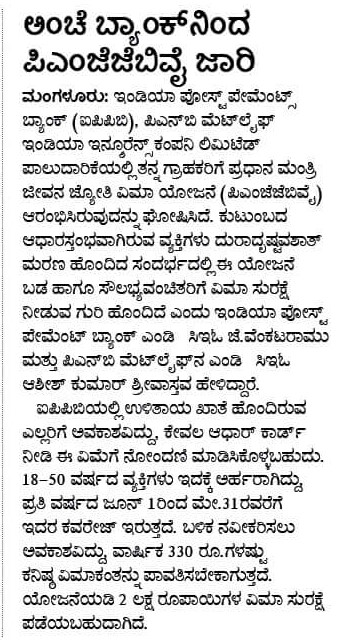 ಅಂಚೆ ಬ್ಯಾಂಕ್‌ನಿಂದ
ಪಿಎಂಜೆಜೆಬಿವೈ ಜಾರಿ
ಮಂಗಳೂರು: ಇಂಡಿಯಾ ಪೋಸ್ಟ್ ಪೇಮೆಂಟ್ಸ್
ಬ್ಯಾಂಕ್ (ಐಪಿಪಿಬಿ), ಪಿಎನ್‌ಬಿ ಮೆಟ್‌ಲೈಫ್
ಇಂಡಿಯಾ ಇನ್ಶೂರೆನ್ಸ್ ಕಂಪನಿ ಲಿಮಿಟೆಡ್
ಪಾಲುದಾರಿಕೆಯಲ್ಲಿ ತನ್ನ ಗ್ರಾಹಕರಿಗೆ ಪ್ರಧಾನ ಮಂತ್ರಿ
ಜೀವನ ಜ್ಯೋತಿ ವಿಮಾ ಯೋಜನೆ (ಪಿಎಂಜೆಜೆಬಿವೈ)
ಆರಂಭಿಸಿರುವುದನ್ನು ಘೋಷಿಸಿದೆ. ಕುಟುಂಬದ
ಆಧಾರಸ್ತಂಭವಾಗಿರುವ ವ್ಯಕ್ತಿಗಳು ದುರಾದೃಷ್ಟವಶಾತ್
ಮರಣ ಹೊಂದಿದ ಸಂದರ್ಭದಲ್ಲಿ ಈ ಯೋಜನೆ
ಬಡ ಹಾಗೂ ಸೌಲಭ್ಯವಂಚಿತರಿಗೆ ವಿಮಾ ಸುರಕ್ಷೆ
ನೀಡುವ ಗುರಿ ಹೊಂದಿದೆ ಎಂದು ಇಂಡಿಯಾ ಪೋಸ್ಟ್
ಪೇಮೆಂಟ್ ಬ್ಯಾಂಕ್ ಎಂಡಿ ಸಿಇಓ ಜೆ.ವೆಂಕಟರಾಮು
ಮತ್ತು ಪಿಎನ್‌ಬಿ ಮೆಟ್‌ಲೈಫ್‌ನ ಎಂಡಿ ಸಿಇಓ
ಆಶೀಶ್ ಕುಮಾರ್ ಶ್ರೀವಾಸ್ತವ ಹೇಳಿದ್ದಾರೆ.
ಐಪಿಪಿಬಿಯಲ್ಲಿ ಉಳಿತಾಯ ಖಾತೆ ಹೊಂದಿರುವ
ಎಲ್ಲರಿಗೆ ಅವಕಾಶವಿದ್ದು, ಕೇವಲ ಆಧಾರ್ ಕಾರ್ಡ್
ನೀಡಿ ಈ ವಿಮೆಗೆ ನೋಂದಣಿ ಮಾಡಿಸಿಕೊಳ್ಳಬಹುದು.
18–50 ವರ್ಷದ ವ್ಯಕ್ತಿಗಳು ಇದಕ್ಕೆ ಅರ್ಹರಾಗಿದ್ದು,
ಪ್ರತಿ ವರ್ಷದ ಜೂನ್ 1ರಿಂದ ಮೇ.31ರವರೆಗೆ
ಇದರ ಕವರೇಜ್ ಇರುತ್ತದೆ. ಬಳಿಕ ನವೀಕರಿಸಲು
ಅವಕಾಶವಿದ್ದು, ವಾರ್ಷಿಕ 330 ರೂ.ಗಳಷ್ಟು
ಕನಿಷ್ಠ ವಿಮಾಕಂತನ್ನು ಪಾವತಿಸಬೇಕಾಗುತ್ತದೆ.
ಯೋಜನೆಯಡಿ 2 ಲಕ್ಷ ರೂಪಾಯಿಗಳ ವಿಮಾ ಸುರಕ್ಷೆ
ಪಡೆಯಬಹುದಾಗಿದೆ.